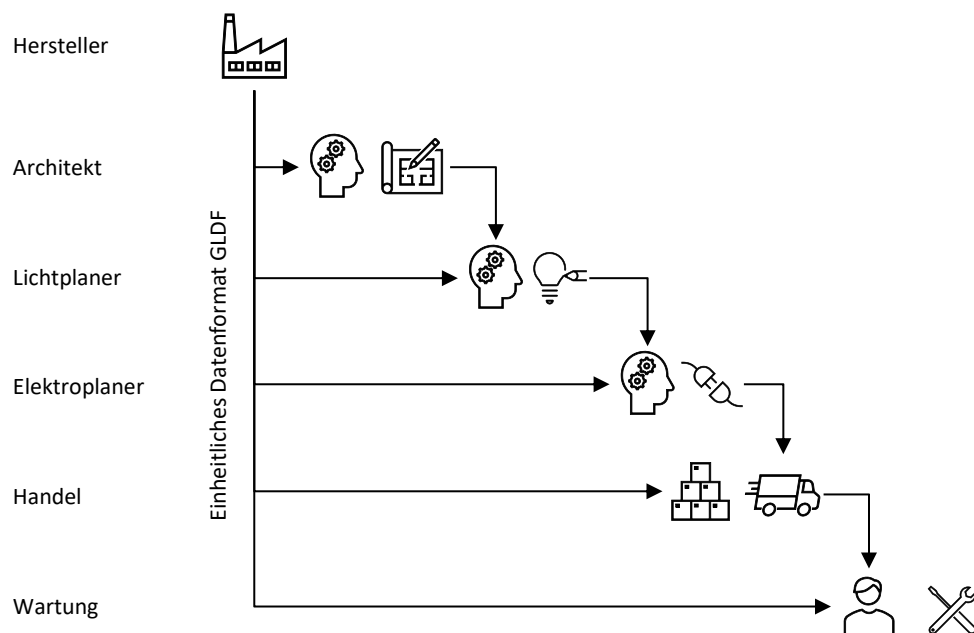 Hersteller
Architekt
Lichtplaner
Elektroplaner
Handel
Wartung
Einheitliches Datenformat GLDF